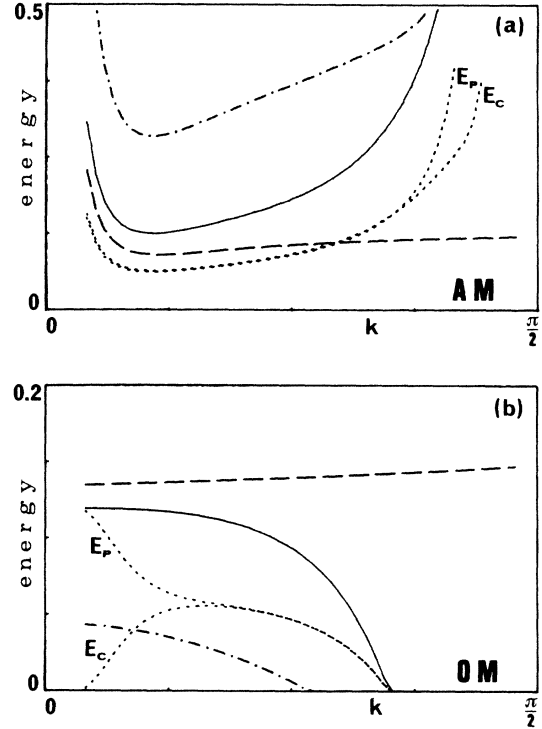 0.5
(a)
energy
E_P
E_C
AM
0
0
k
π/2
0.2
(b)
energy
E_P
E_C
OM
0
0
k
π/2